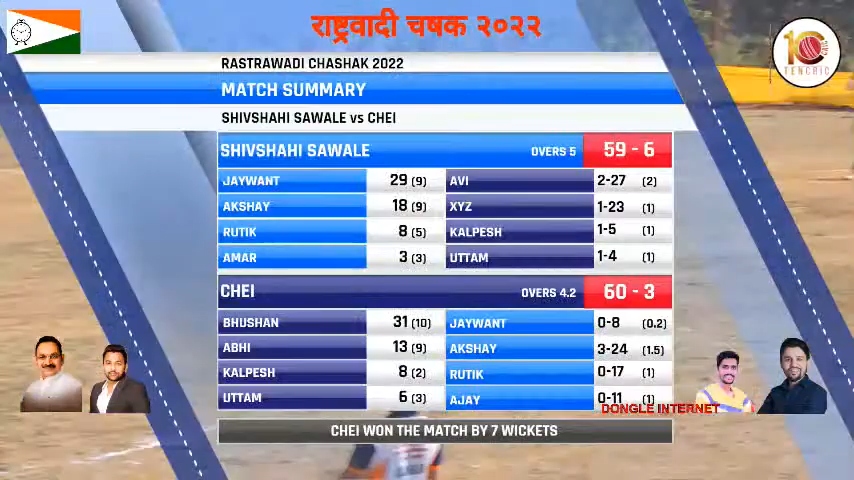 राष्ट्रवादी चषक २०२२
10
CRIC
TENCRIC
RASTRAWADI CHASHAK 2022
MATCH SUMMARY
SHIVSHAHI SAWALE vs CHEI
SHIVSHAHI SAWALE OVERS 5 59 - 6
JAYWANT 29 (9) AVI 2-27 (2)
AKSHAY 18 (9) XYZ 1-23 (1)
RUTIK 8 (5) KALPESH 1-5 (1)
AMAR 3 (3) UTTAM 1-4 (1)
CHEI OVERS 4.2 60 - 3
BHUSHAN 31 (10) JAYWANT 0-8 (0.2)
ABHI 13 (9) AKSHAY 3-24 (1.5)
KALPESH 8 (2) RUTIK 0-17 (1)
UTTAM 6 (3) AJAY 0-11 (1)
DONGLE INTERNET
CHEI WON THE MATCH BY 7 WICKETS